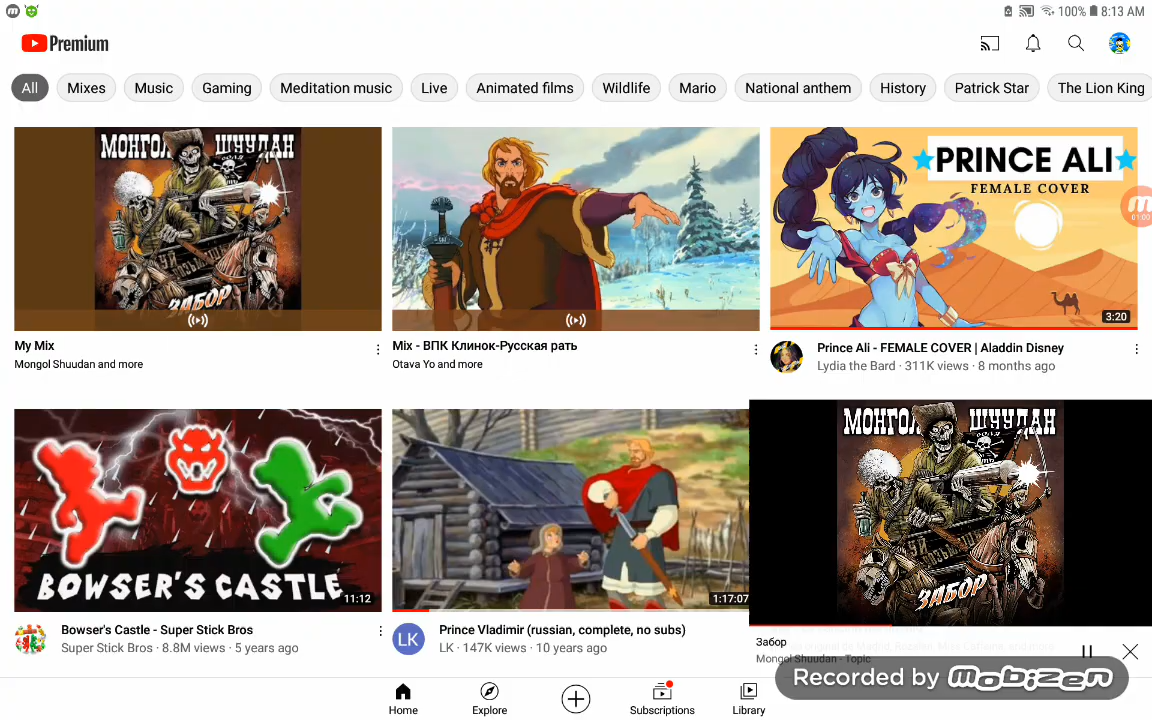 100% 8:13 AM
Premium
All Mixes Music Gaming Meditation music Live Animated films Wildlife Mario National anthem History Patrick Star The Lion King
МОНГОЛ ШУУДАН
ЗАБОР
PRINCE ALI
FEMALE COVER
3:20
01:00
My Mix
Mongol Shuudan and more
Mix - ВПК Клинок-Русская рать
Otava Yo and more
Prince Ali - FEMALE COVER | Aladdin Disney
Lydia the Bard · 311K views · 8 months ago
BOWSER'S CASTLE
11:12
1:17:07
МОНГОЛ ШУУДАН
ЗАБОР
Bowser's Castle - Super Stick Bros
Super Stick Bros · 8.8M views · 5 years ago
LK
Prince Vladimir (russian, complete, no subs)
LK · 147K views · 10 years ago
Забор
Mongol Shuudan - Topic
Recorded by mobizen
Home Explore Subscriptions Library